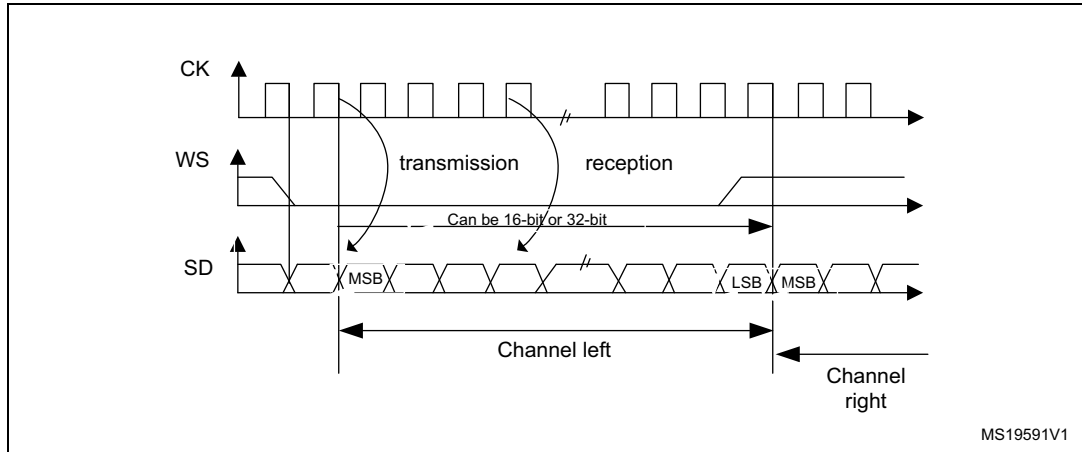 CK
WS
transmission
reception
Can be 16-bit or 32-bit
SD
MSB
LSB
MSB
Channel left
Channel
right
MS19591V1